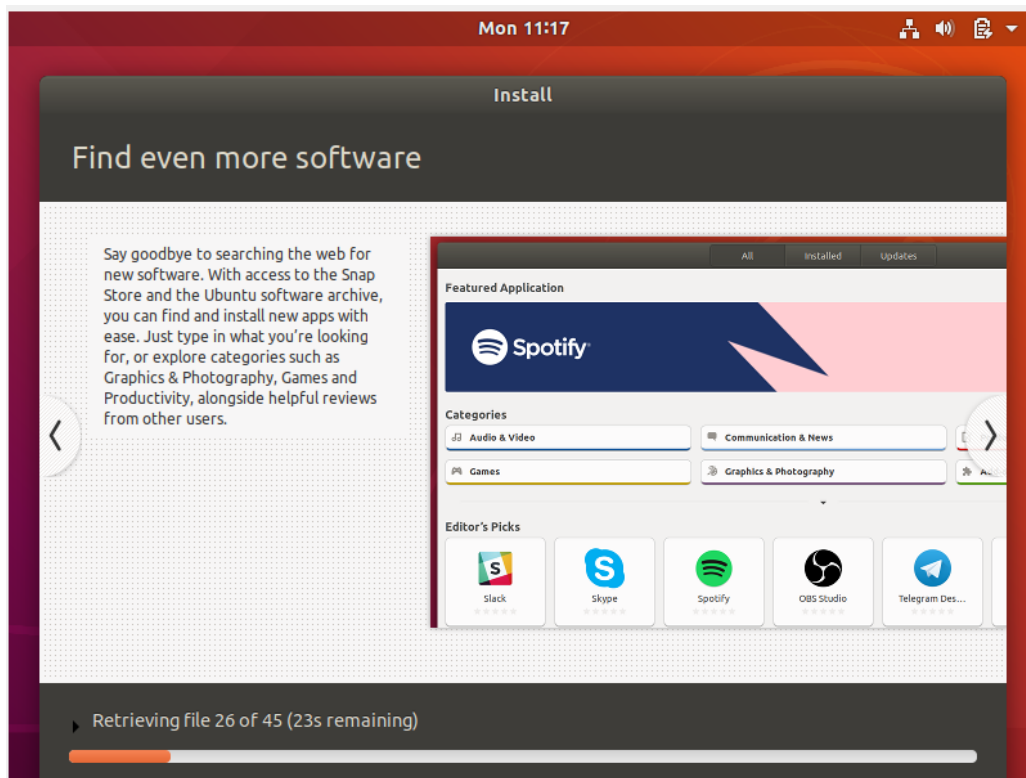 Mon 11:17
Install
Find even more software
Say goodbye to searching the web for
new software. With access to the Snap
Store and the Ubuntu software archive,
you can find and install new apps with
ease. Just type in what you’re looking
for, or explore categories such as
Graphics & Photography, Games and
Productivity, alongside helpful reviews
from other users.
All Installed Updates
Featured Application
Spotify
Categories
Audio & Video Communication & News
Games Graphics & Photography
Editor’s Picks
Slack Skype Spotify OBS Studio Telegram Des...
Retrieving file 26 of 45 (23s remaining)